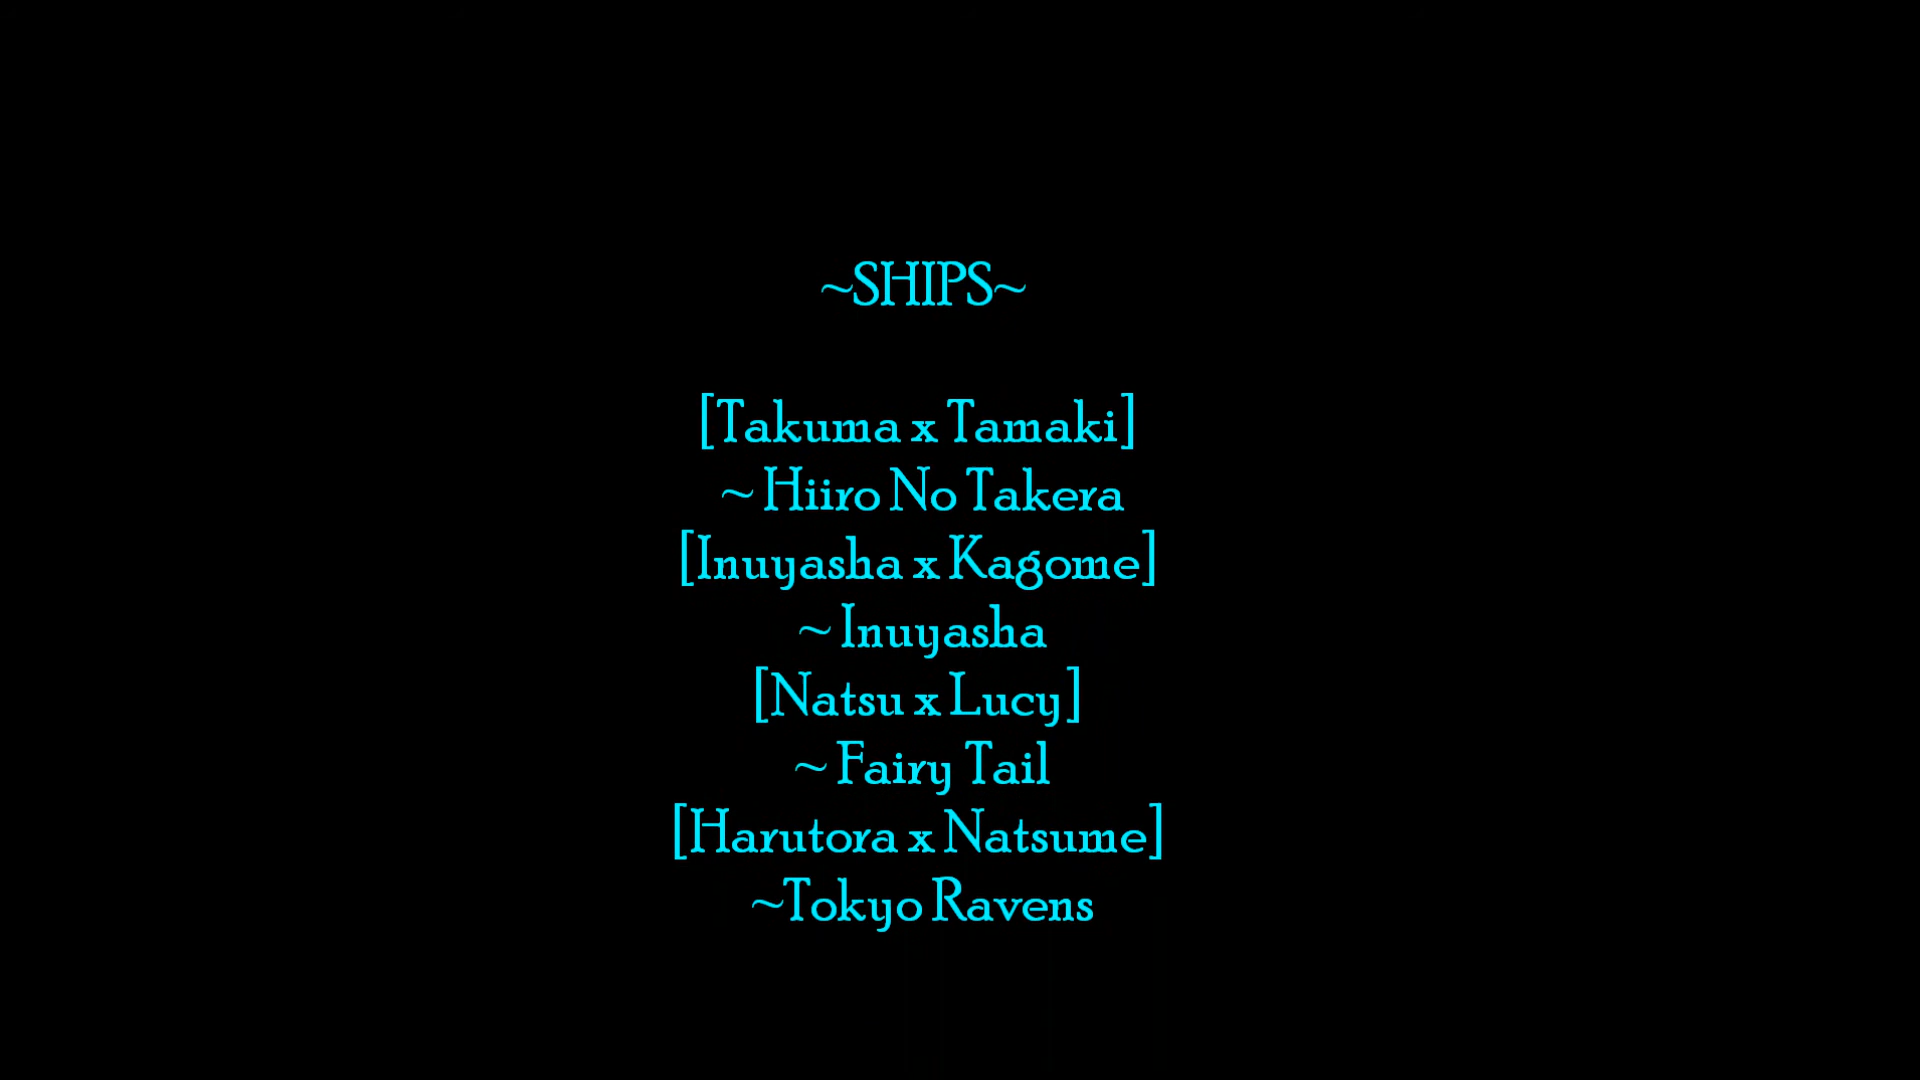 ~SHIPS~
[Takuma x Tamaki]
~ Hiiro No Takera
[Inuyasha x Kagome]
~ Inuyasha
[Natsu x Lucy]
~ Fairy Tail
[Harutora x Natsume]
~Tokyo Ravens